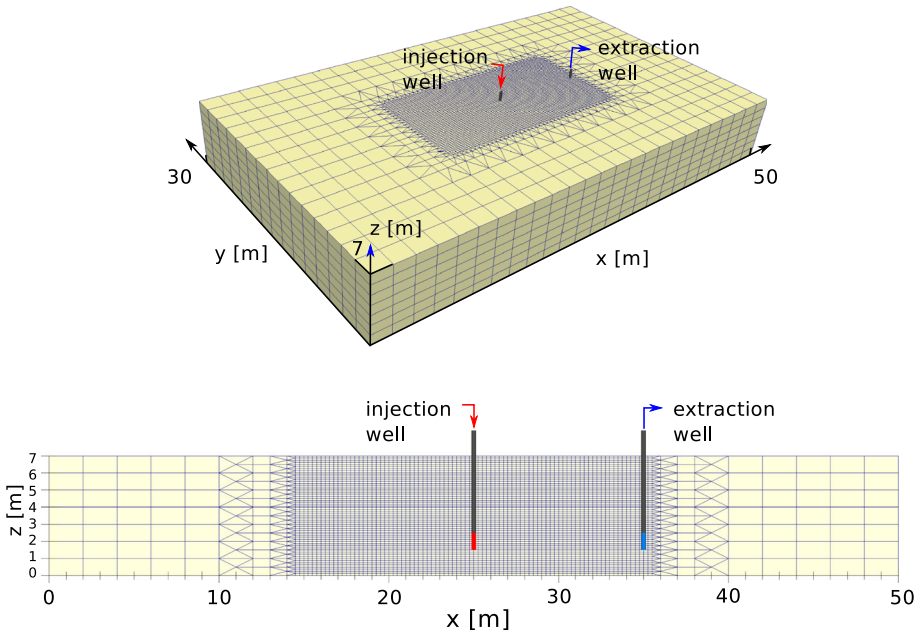 injection
well
extraction
well
30
50
z [m]
7
y [m]
x [m]
injection
well
extraction
well
z [m]
7
6
5
4
3
2
1
0
0
10
20
30
40
50
x [m]